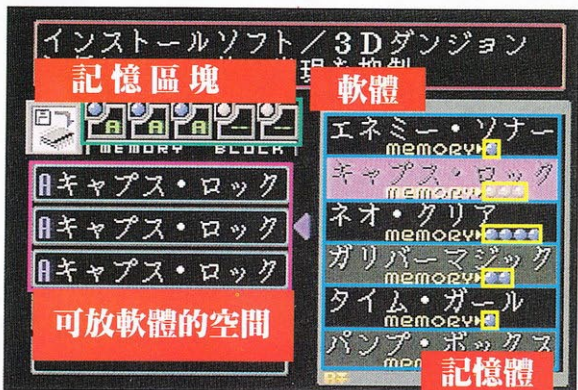 インストールソフト/3Dダンジョン
記憶區塊
軟體
A A A -- --
MEMORY BLOCK
Aキャプス・ロック
Aキャプス・ロック
Aキャプス・ロック
可放軟體的空間
エネミー・ソナー
memory
キャプス・ロック
memory
ネオ・クリア
memory
ガリバーマジック
memory
タイム・ガール
memory
パンプ・ボックス
記憶體